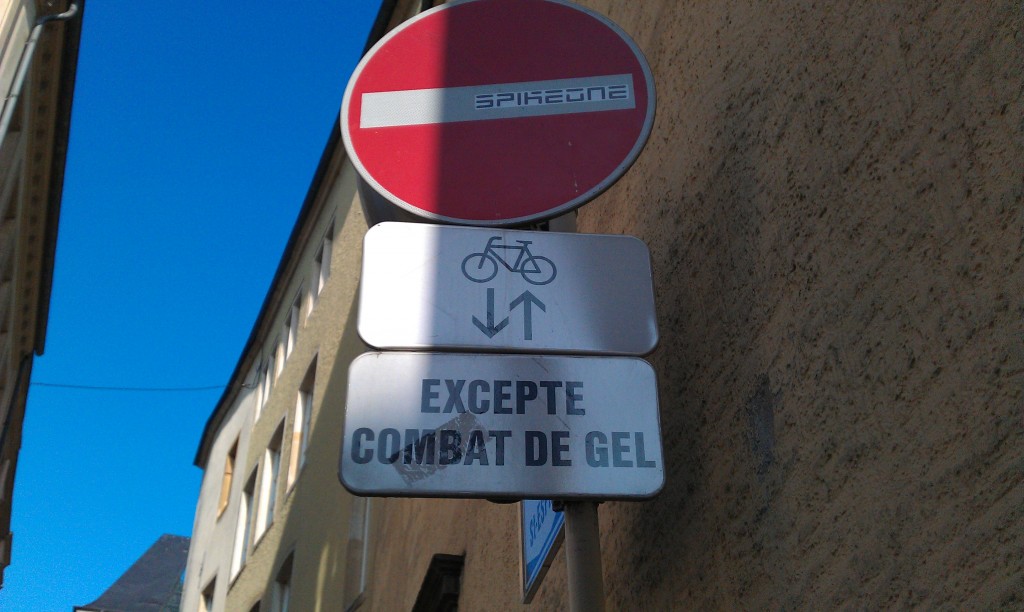 SPIKEONE
EXCEPTE
COMBAT DE GEL